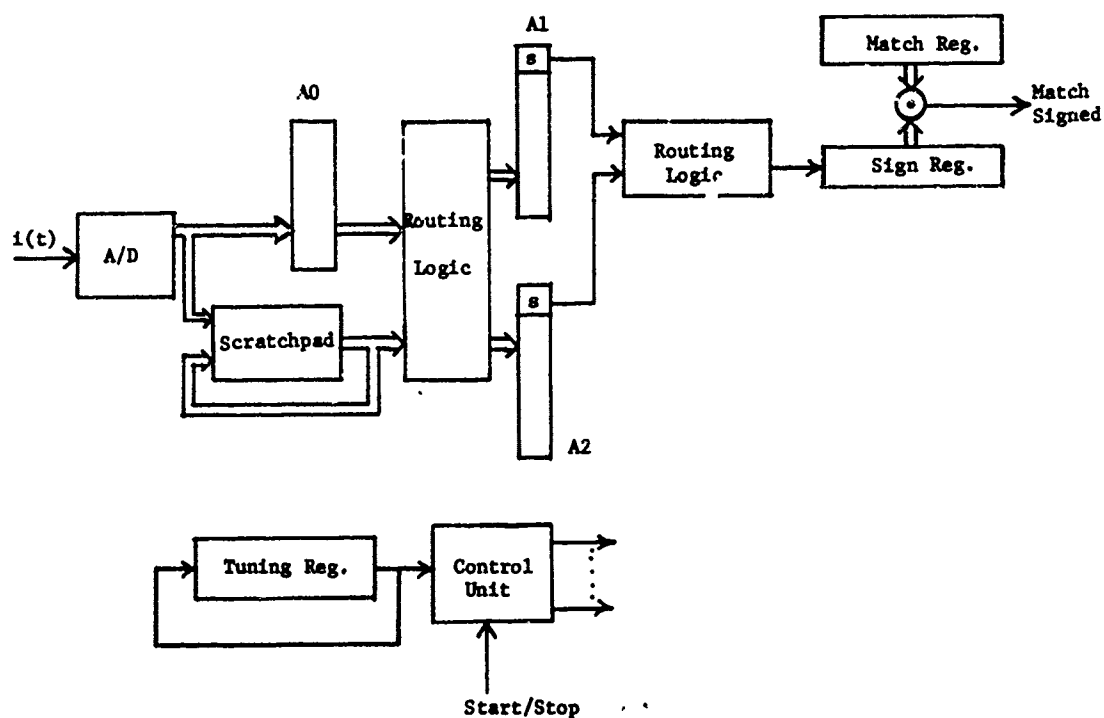 A1
Match Reg.
s
A0
Match
Signed
Routing
Logic
Sign Reg.
i(t)
A/D
Routing
Logic
s
Scratchpad
A2
Tuning Reg.
Control
Unit
Start/Stop